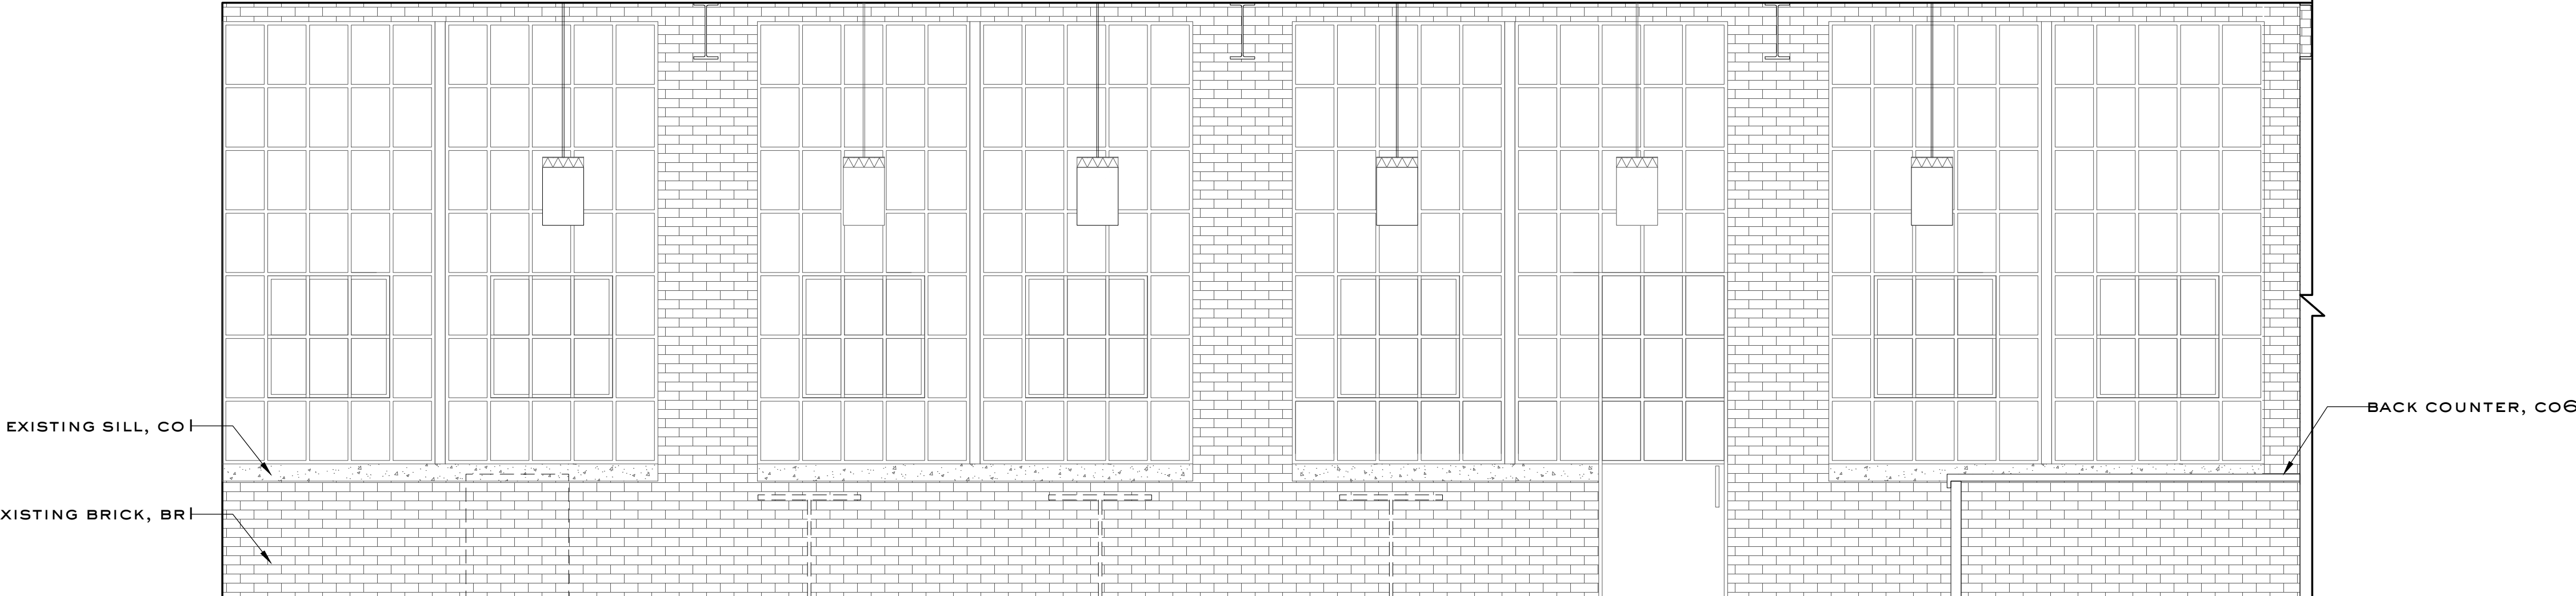 EXISTING SILL, CO1
XISTING BRICK, BR1
BACK COUNTER, CO6